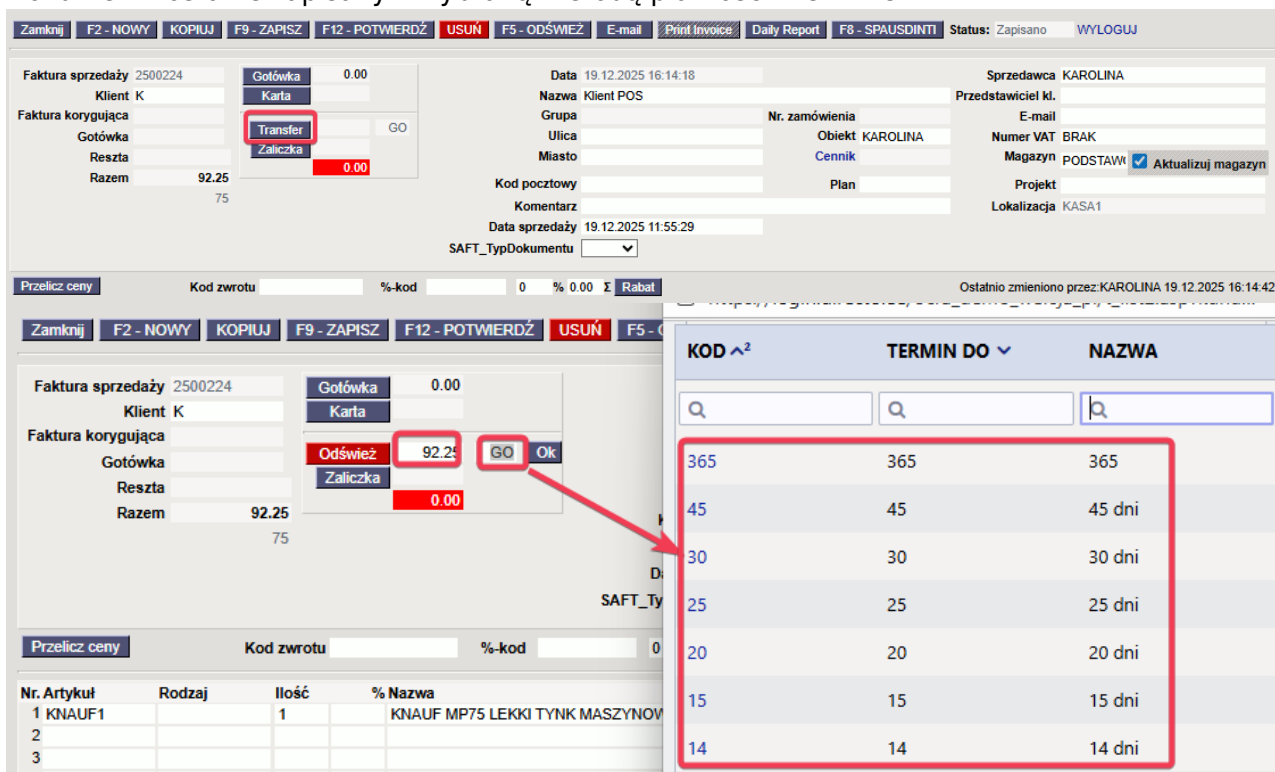 Zamknij F2 - NOWY KOPIUJ F9 - ZAPISZ F12 - POTWIERDŹ USUŃ F5 - ODŚWIEŻ E-mail Print Invoice Daily Report F8 - SPAUSDINTI Status: Zapisano WYLOGUJ
Faktura sprzedaży 2500224 Gotówka 0.00 Data 19.12.2025 16:14:18 Sprzedawca KAROLINA
Klient K Karta Nazwa Klient POS Przedstawiciel kl.
Faktura korygująca Grupa Nr. zamówienia E-mail
Gotówka Transfer GO Ulica Obiekt KAROLINA Numer VAT BRAK
Reszta Zaliczka Miasto Cennik Magazyn PODSTAW Aktualizuj magazyn
Razem 92.25 0.00 Kod pocztowy Plan Projekt
75 Komentarz Lokalizacja KASA1
Data sprzedaży 19.12.2025 11:55:29
SAFT_TypDokumentu
Przelicz ceny Kod zwrotu %-kod 0 % 0.00 Σ Rabat Ostatnio zmieniono przez:KAROLINA 19.12.2025 16:14:42
Zamknij F2 - NOWY KOPIUJ F9 - ZAPISZ F12 - POTWIERDŹ USUŃ F5 - 
Faktura sprzedaży 2500224 Gotówka 0.00
Klient K Karta
Faktura korygująca
Gotówka Odśwież 92.25 GO Ok
Reszta Zaliczka
Razem 92.25 0.00
75
SAFT_Ty
Przelicz ceny Kod zwrotu %-kod 0
Nr. Artykuł Rodzaj Ilość % Nazwa
1 KNAUF1 1 KNAUF MP75 LEKKI TYNK MASZYNOW
2
3
KOD 2 TERMIN DO NAZWA
365 365 365
45 45 45 dni
30 30 30 dni
25 25 25 dni
20 20 20 dni
15 15 15 dni
14 14 14 dni